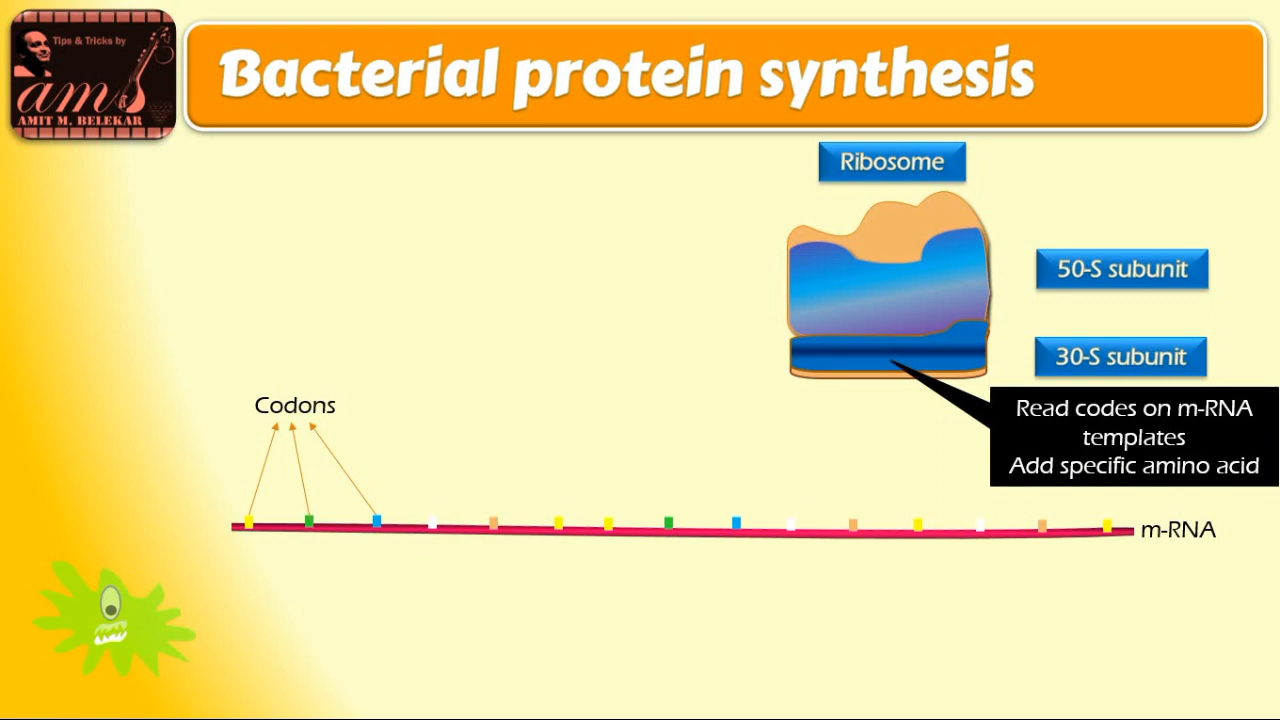 Tips & Tricks by
ams
AMIT M. BELEKAR
Bacterial protein synthesis
Ribosome
50-S subunit
30-S subunit
Read codes on m-RNA
templates
Add specific amino acid
Codons
m-RNA